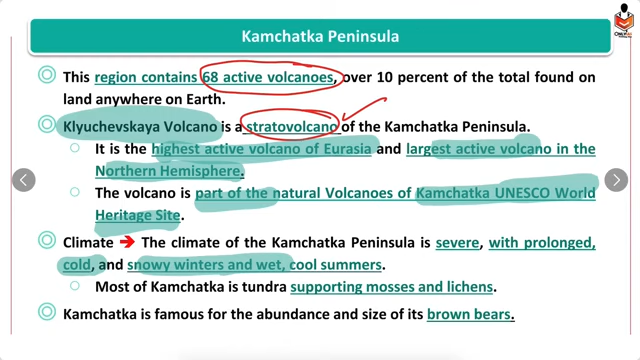 Kamchatka Peninsula
This region contains 68 active volcanoes, over 10 percent of the total found on
land anywhere on Earth.
Klyuchevskaya Volcano is a stratovolcano of the Kamchatka Peninsula.
It is the highest active volcano of Eurasia and largest active volcano in the
Northern Hemisphere.
The volcano is part of the natural Volcanoes of Kamchatka UNESCO World
Heritage Site.
Climate ➔ The climate of the Kamchatka Peninsula is severe, with prolonged,
cold, and snowy winters and wet, cool summers.
Most of Kamchatka is tundra supporting mosses and lichens.
Kamchatka is famous for the abundance and size of its brown bears.